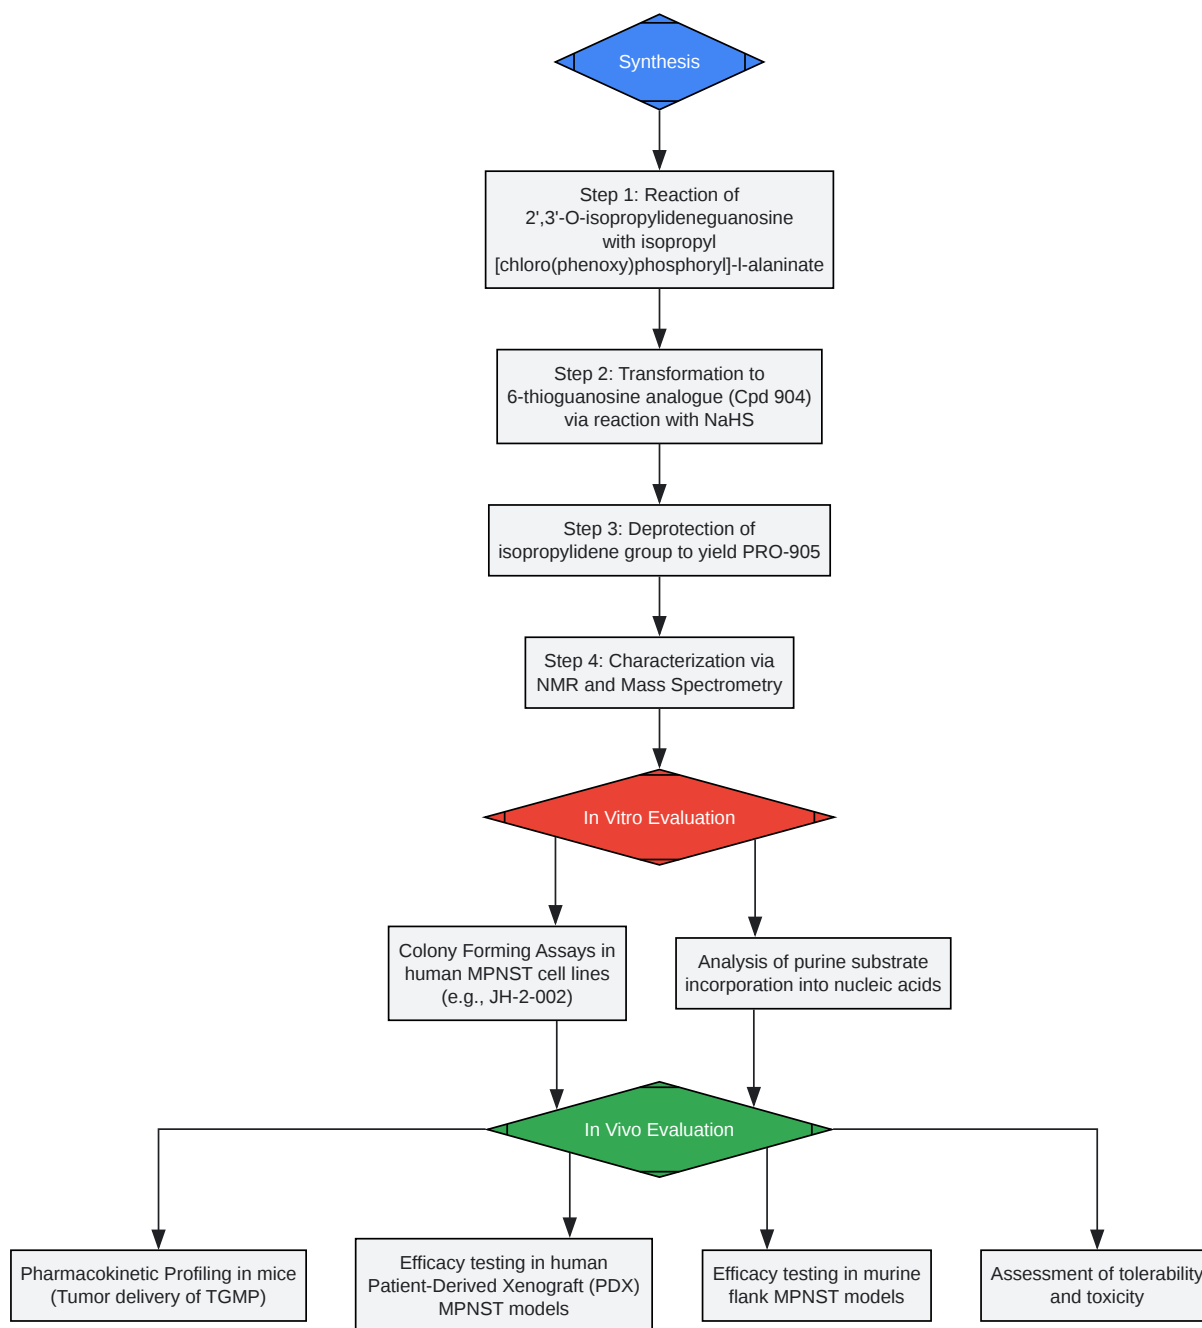 Synthesis
Step 1: Reaction of
2',3'-O-isopropylideneguanosine
with isopropyl
[chloro(phenoxy)phosphoryl]-l-alaninate
Step 2: Transformation to
6-thioguanosine analogue (Cpd 904)
via reaction with NaHS
Step 3: Deprotection of
isopropylidene group to yield PRO-905
Step 4: Characterization via
NMR and Mass Spectrometry
In Vitro Evaluation
Colony Forming Assays in
human MPNST cell lines
(e.g., JH-2-002)
Analysis of purine substrate
incorporation into nucleic acids
In Vivo Evaluation
Pharmacokinetic Profiling in mice
(Tumor delivery of TGMP)
Efficacy testing in human
Patient-Derived Xenograft (PDX)
MPNST models
Efficacy testing in murine
flank MPNST models
Assessment of tolerability
and toxicity